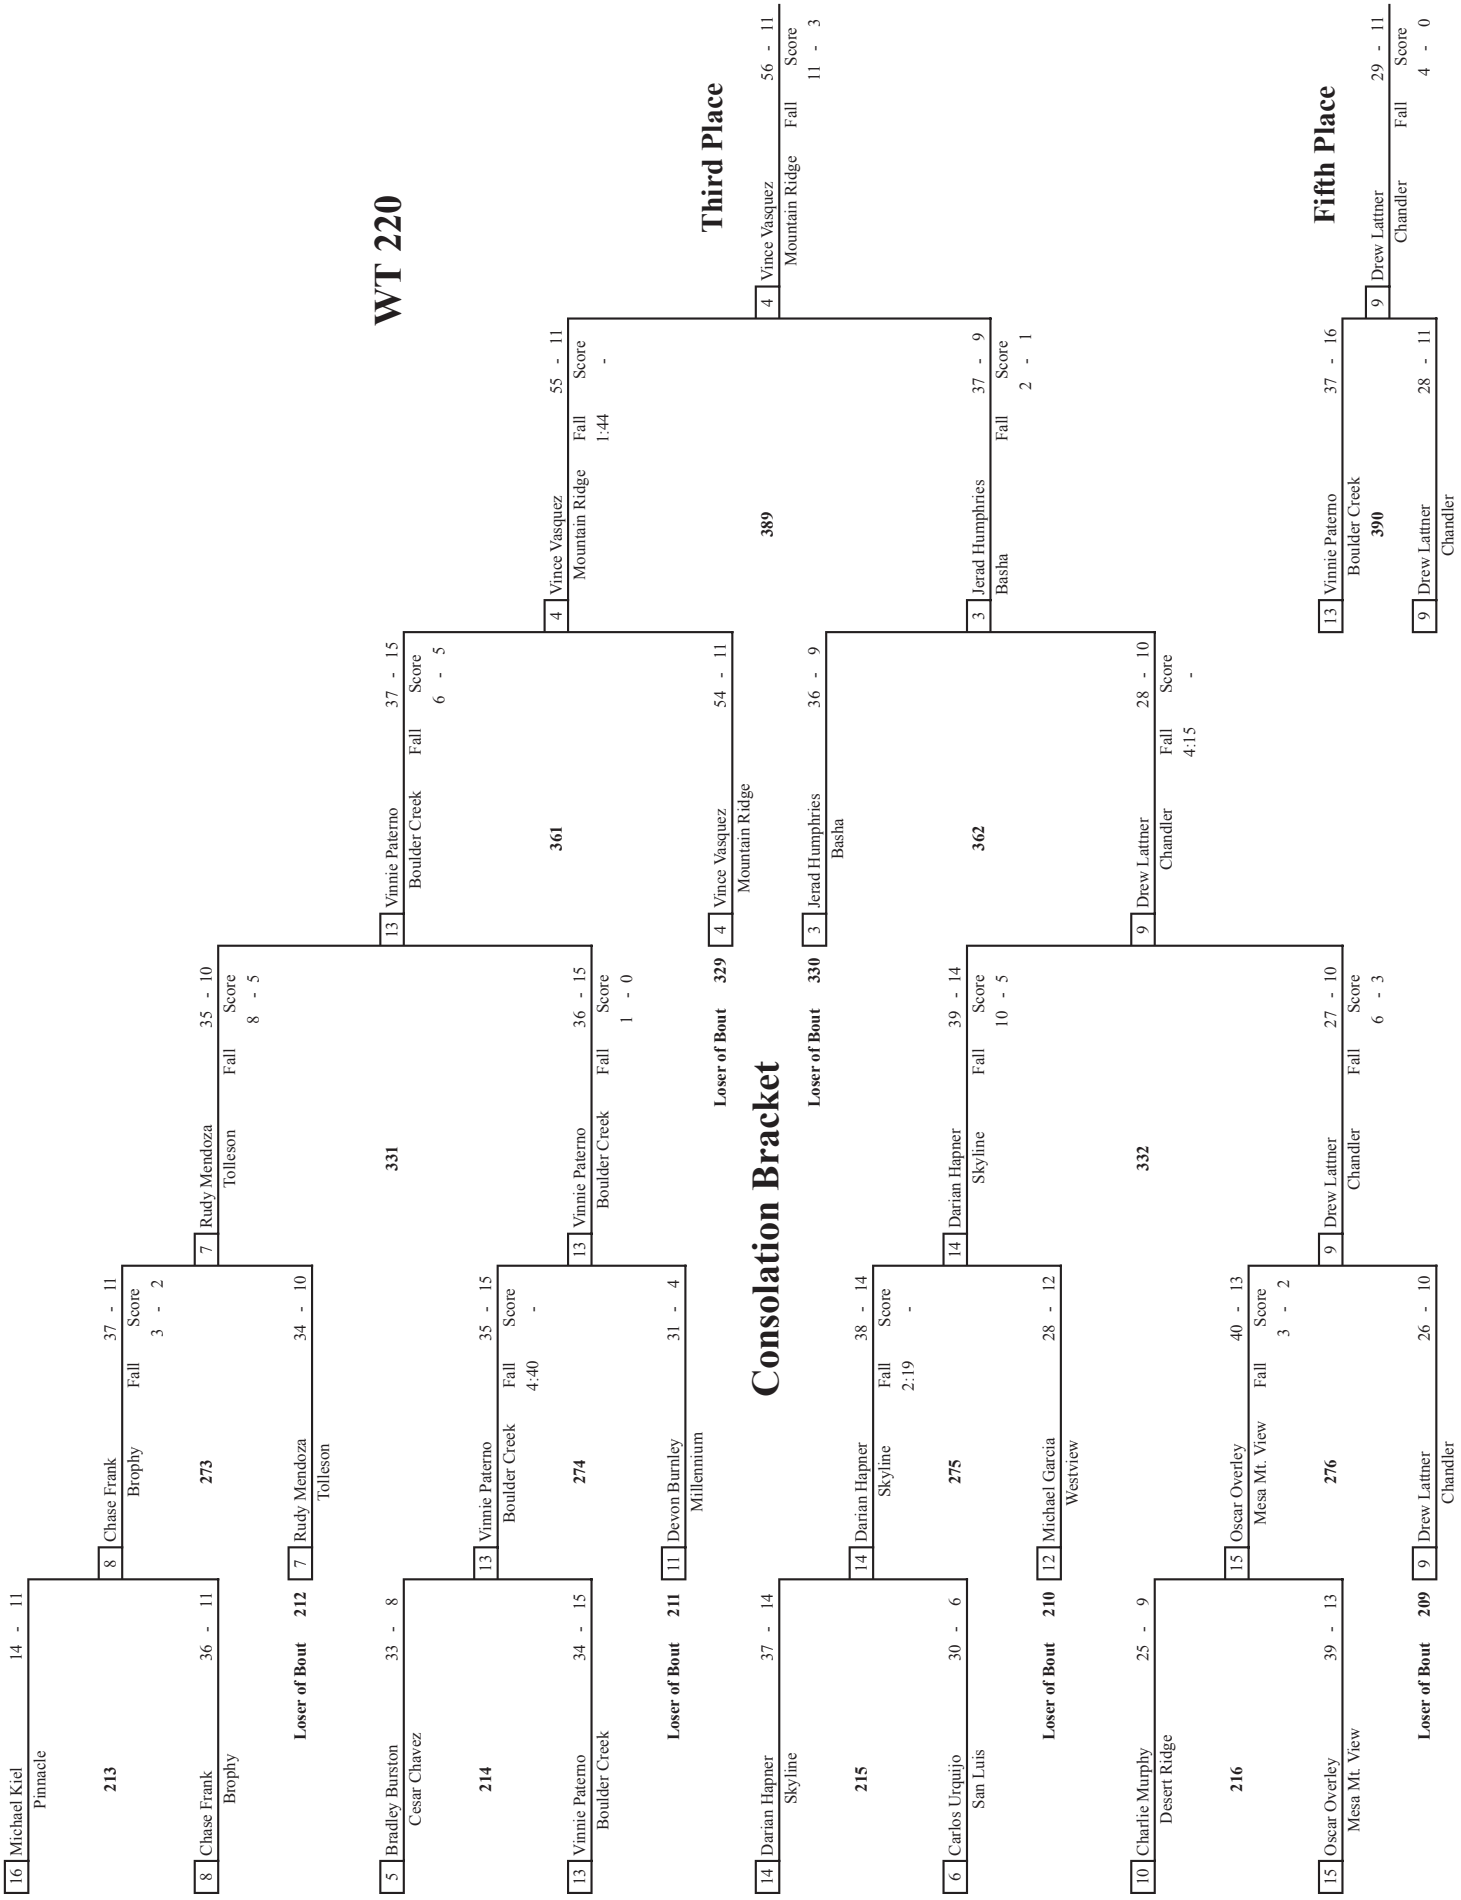 WT 220
Consolation Bracket
16 Michael Kiel 14 - 11
Pinnacle
213
8 Chase Frank 36 - 11
Brophy
Loser of Bout 212
5 Bradley Burston 33 - 8
Cesar Chavez
214
13 Vinnie Paterno 34 - 15
Boulder Creek
Loser of Bout 211
14 Darian Hapner 37 - 14
Skyline
215
6 Carlos Urquijo 30 - 6
San Luis
Loser of Bout 210
10 Charlie Murphy 25 - 9
Desert Ridge
216
15 Oscar Overley 39 - 13
Mesa Mt. View
Loser of Bout 209
8 Chase Frank 37 - 11
Brophy Fall Score
3 - 2
273
7 Rudy Mendoza 34 - 10
Tolleson
13 Vinnie Paterno 35 - 15
Boulder Creek Fall Score
4:40 -
274
11 Devon Burnley 31 - 4
Millennium
14 Darian Hapner 38 - 14
Skyline Fall Score
2:19 -
275
12 Michael Garcia 28 - 12
Westview
15 Oscar Overley 40 - 13
Mesa Mt. View Fall Score
3 - 2
276
9 Drew Lattner 26 - 10
Chandler
7 Rudy Mendoza 35 - 10
Tolleson Fall Score
8 - 5
331
13 Vinnie Paterno 36 - 15
Boulder Creek Fall Score
1 - 0
Loser of Bout 329
Loser of Bout 330
14 Darian Hapner 39 - 14
Skyline Fall Score
10 - 5
332
9 Drew Lattner 27 - 10
Chandler Fall Score
6 - 3
13 Vinnie Paterno 37 - 15
Boulder Creek Fall Score
6 - 5
361
4 Vince Vasquez 54 - 11
Mountain Ridge
3 Jerad Humphries 36 - 9
Basha
362
9 Drew Lattner 28 - 10
Chandler Fall Score
4:15 -
4 Vince Vasquez 55 - 11
Mountain Ridge Fall Score
1:44 -
389
3 Jerad Humphries 37 - 9
Basha Fall Score
2 - 1
13 Vinnie Paterno 37 - 16
Boulder Creek
390
9 Drew Lattner 28 - 11
Chandler
Third Place
4 Vince Vasquez 56 - 11
Mountain Ridge Fall Score
11 - 3
Fifth Place
9 Drew Lattner 29 - 11
Chandler Fall Score
4 - 0